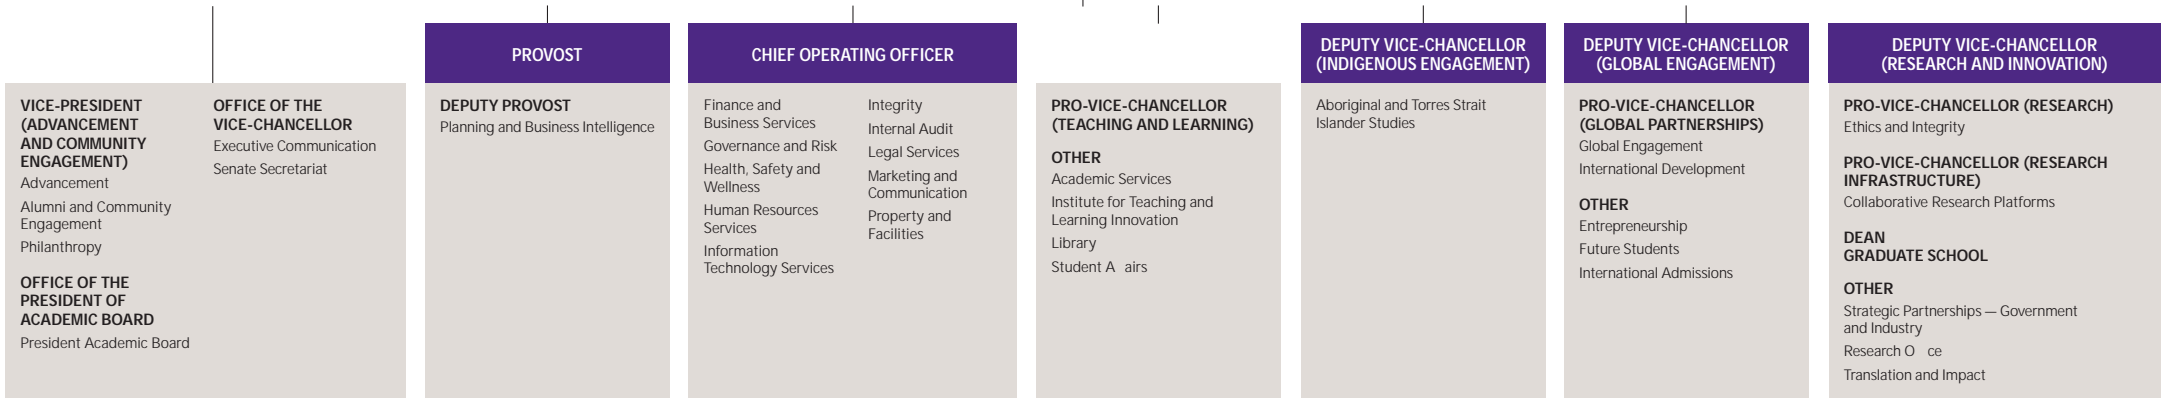 VICE-PRESIDENT
(ADVANCEMENT
AND COMMUNITY
ENGAGEMENT)
Advancement
Alumni and Community
Engagement
Philanthropy
OFFICE OF THE
PRESIDENT OF
ACADEMIC BOARD
President Academic Board
OFFICE OF THE
VICE-CHANCELLOR
Executive Communication
Senate Secretariat
PROVOST
DEPUTY PROVOST
Planning and Business Intelligence
CHIEF OPERATING OFFICER
Finance and
Business Services
Governance and Risk
Health, Safety and
Wellness
Human Resources
Services
Information
Technology Services
Integrity
Internal Audit
Legal Services
Marketing and
Communication
Property and
Facilities
PRO-VICE-CHANCELLOR
(TEACHING AND LEARNING)
OTHER
Academic Services
Institute for Teaching and
Learning Innovation
Library
Student A airs
DEPUTY VICE-CHANCELLOR
(INDIGENOUS ENGAGEMENT)
Aboriginal and Torres Strait
Islander Studies
DEPUTY VICE-CHANCELLOR
(GLOBAL ENGAGEMENT)
PRO-VICE-CHANCELLOR
(GLOBAL PARTNERSHIPS)
Global Engagement
International Development
OTHER
Entrepreneurship
Future Students
International Admissions
DEPUTY VICE-CHANCELLOR
(RESEARCH AND INNOVATION)
PRO-VICE-CHANCELLOR (RESEARCH)
Ethics and Integrity
PRO-VICE-CHANCELLOR (RESEARCH
INFRASTRUCTURE)
Collaborative Research Platforms
DEAN
GRADUATE SCHOOL
OTHER
Strategic Partnerships — Government
and Industry
Research O ce
Translation and Impact